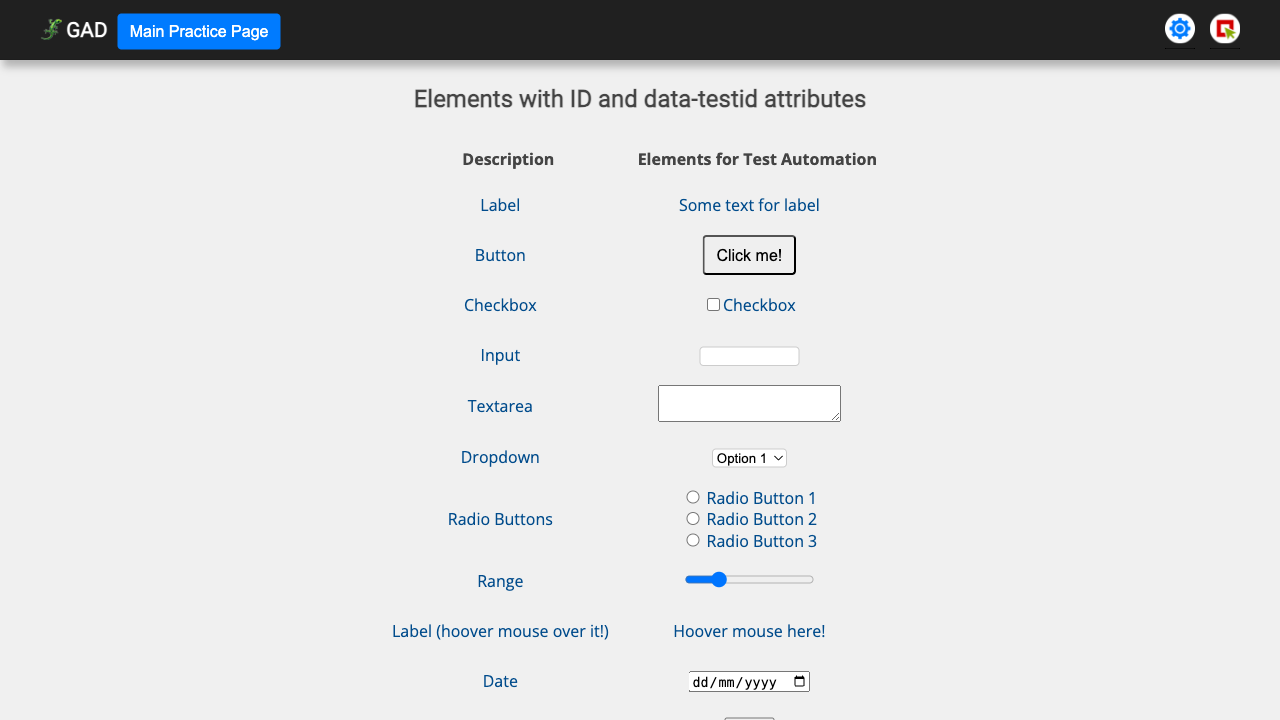 GAD Main Practice Page
Elements with ID and data-testid attributes
Description Elements for Test Automation
Label Some text for label
Button Click me!
Checkbox Checkbox
Input
Textarea
Dropdown Option 1
Radio Buttons
Radio Button 1
Radio Button 2
Radio Button 3
Range
Label (hoover mouse over it!) Hoover mouse here!
Date dd/mm/yyyy